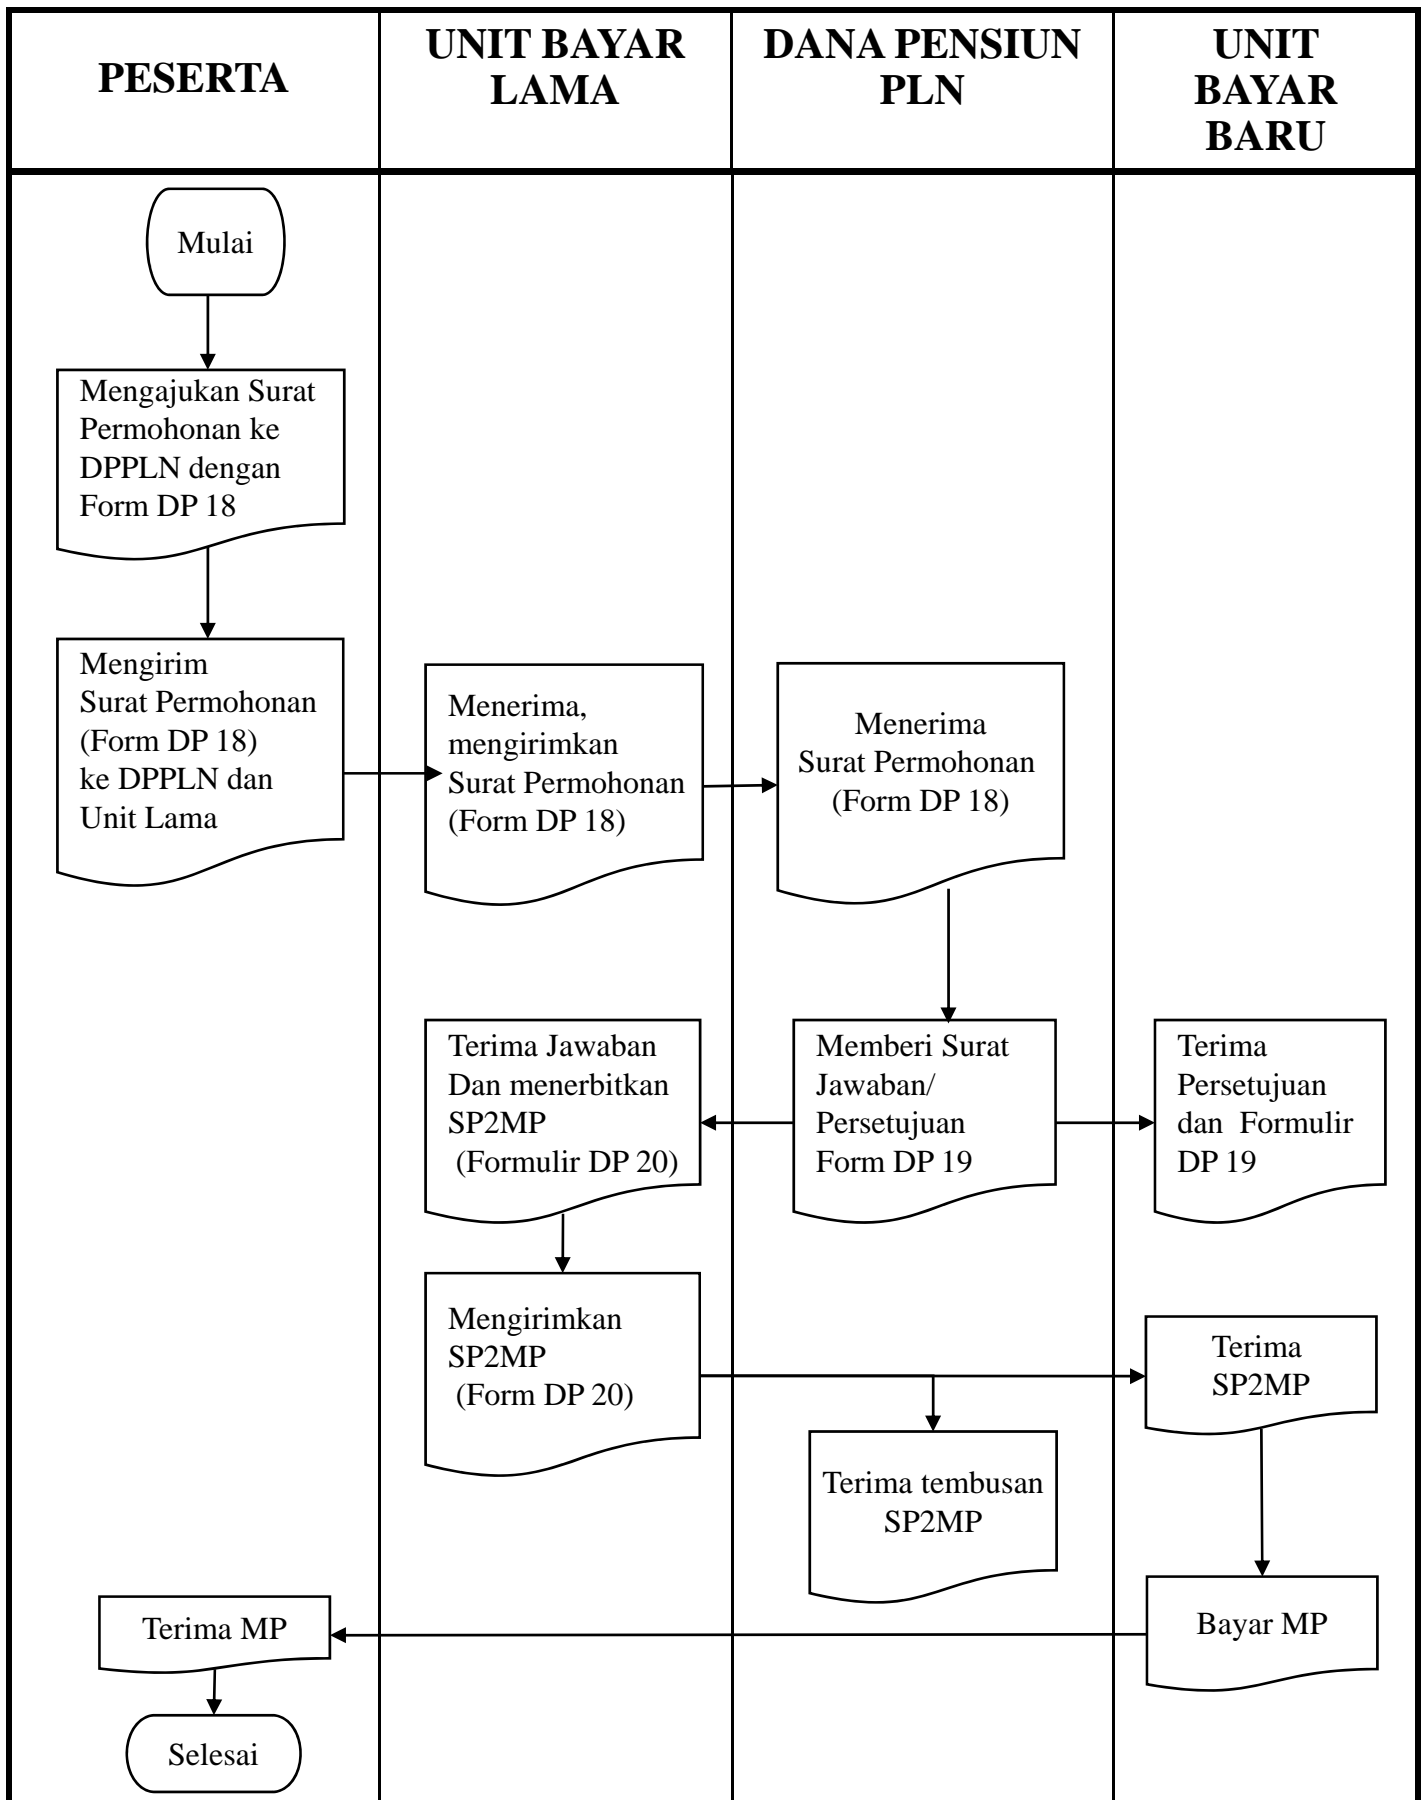 PESERTA
UNIT BAYAR
LAMA
DANA PENSIUN
PLN
UNIT
BAYAR
BARU
Mulai
Mengajukan Surat
Permohonan ke
DPPLN dengan
Form DP 18
Mengirim
Surat Permohonan
(Form DP 18)
ke DPPLN dan
Unit Lama
Menerima,
mengirimkan
Surat Permohonan
(Form DP 18)
Menerima
Surat Permohonan
(Form DP 18)
Terima Jawaban
Dan menerbitkan
SP2MP
(Formulir DP 20)
Memberi Surat
Jawaban/
Persetujuan
Form DP 19
Terima
Persetujuan
dan Formulir
DP 19
Mengirimkan
SP2MP
(Form DP 20)
Terima
SP2MP
Terima tembusan
SP2MP
Terima MP
Bayar MP
Selesai